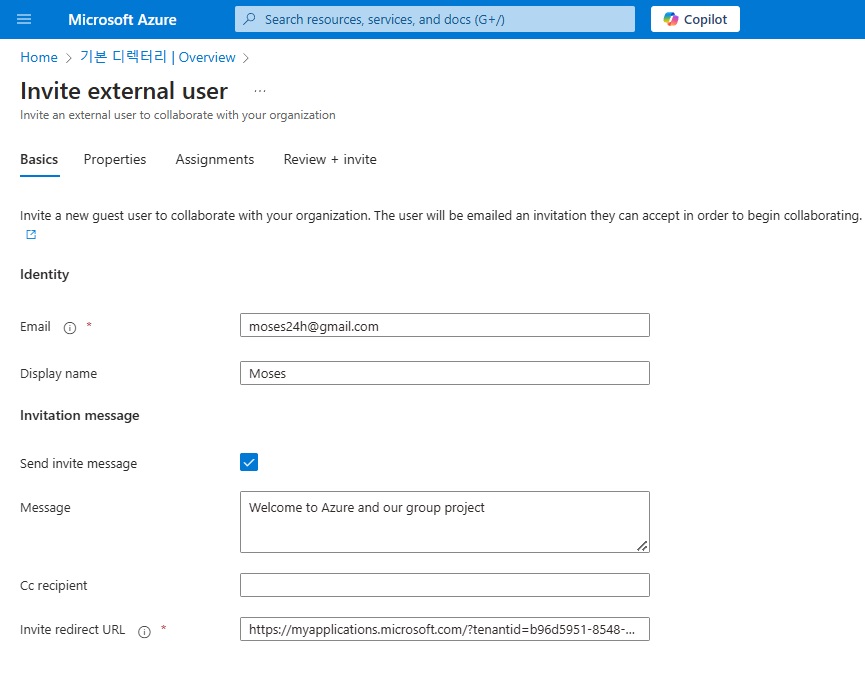 Microsoft Azure
Search resources, services, and docs (G+/)
Copilot
Home > 기본 디렉터리 | Overview >
Invite external user ...
Invite an external user to collaborate with your organization
Basics Properties Assignments Review + invite
Invite a new guest user to collaborate with your organization. The user will be emailed an invitation they can accept in order to begin collaborating.
Identity
Email * moses24h@gmail.com
Display name Moses
Invitation message
Send invite message
Message Welcome to Azure and our group project
Cc recipient
Invite redirect URL * https://myapplications.microsoft.com/?tenantid=b96d5951-8548-...